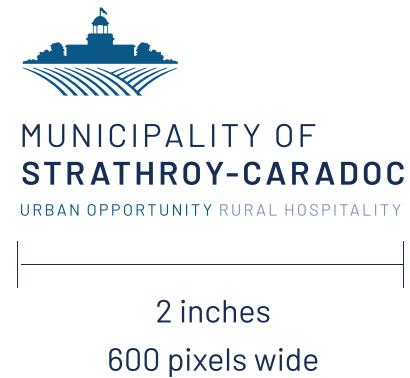 MUNICIPALITY OF
STRATHROY-CARADOC
URBAN OPPORTUNITY RURAL HOSPITALITY
2 inches
600 pixels wide